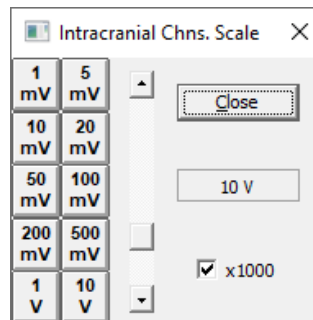 Intracranial Chns. Scale
1 mV
5 mV
10 mV
20 mV
50 mV
100 mV
200 mV
500 mV
1 V
10 V
Close
10 V
x1000